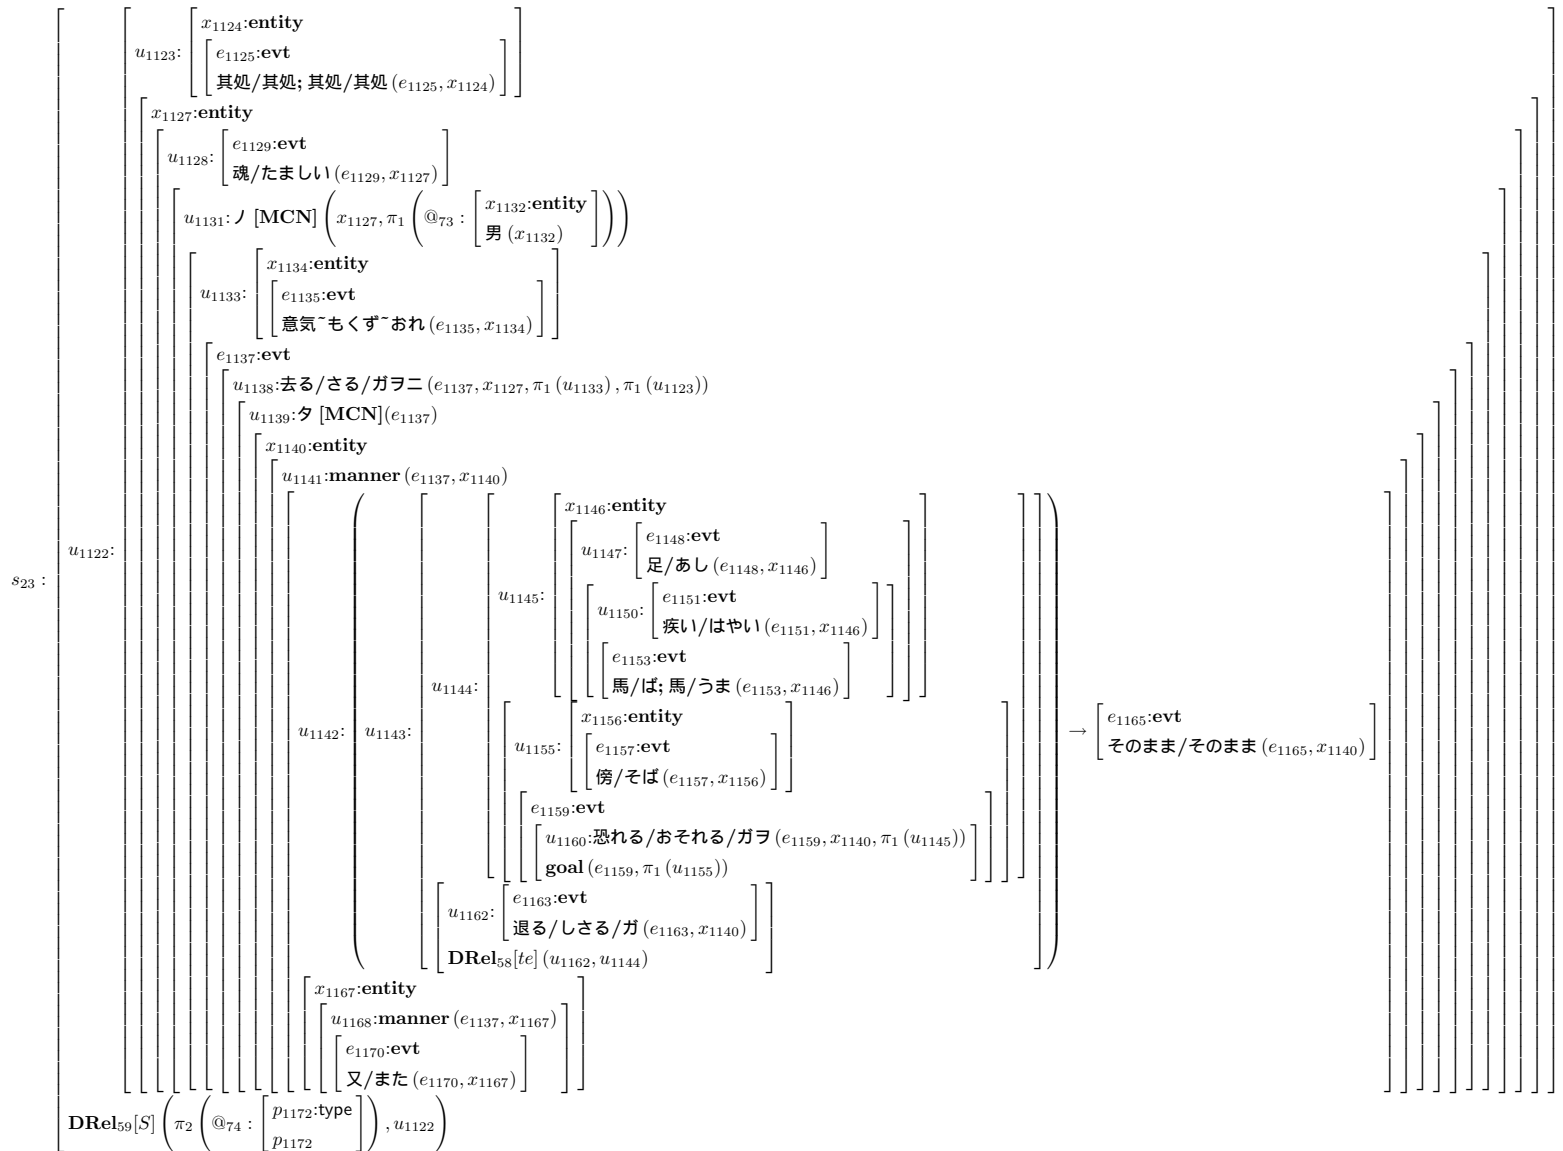 x1124:entity
u1123: e1125:evt
其処/其処; 其処/其処 (e1125, x1124)
x1127:entity
u1128: e1129:evt
魂/たましい (e1129, x1127)
u1131:ノ [MCN] (x1127, π1 (@73 : x1132:entity
男 (x1132)))
x1134:entity
u1133: e1135:evt
意気~もくず~おれ (e1135, x1134)
e1137:evt
u1138:去る/さる/ガヲニ (e1137, x1127, π1 (u1133), π1 (u1123))
u1139:タ [MCN](e1137)
x1140:entity
u1141:manner (e1137, x1140)
x1146:entity
u1147: e1148:evt
足/あし (e1148, x1146)
u1145: u1150: e1151:evt
疾い/はやい (e1151, x1146)
e1153:evt
馬/ば; 馬/うま (e1153, x1146)
s23 : u1122: u1142: u1143: u1144: → e1165:evt
そのまま/そのまま (e1165, x1140)
x1156:entity
u1155: e1157:evt
傍/そば (e1157, x1156)
e1159:evt
u1160:恐れる/おそれる/ガヲ (e1159, x1140, π1 (u1145))
goal (e1159, π1 (u1155))
u1162: e1163:evt
退る/しさる/ガ (e1163, x1140)
DRel58[te] (u1162, u1144)
x1167:entity
u1168:manner (e1137, x1167)
e1170:evt
又/また (e1170, x1167)
DRel59[S] (π2 (@74 : p1172:type
p1172), u1122)